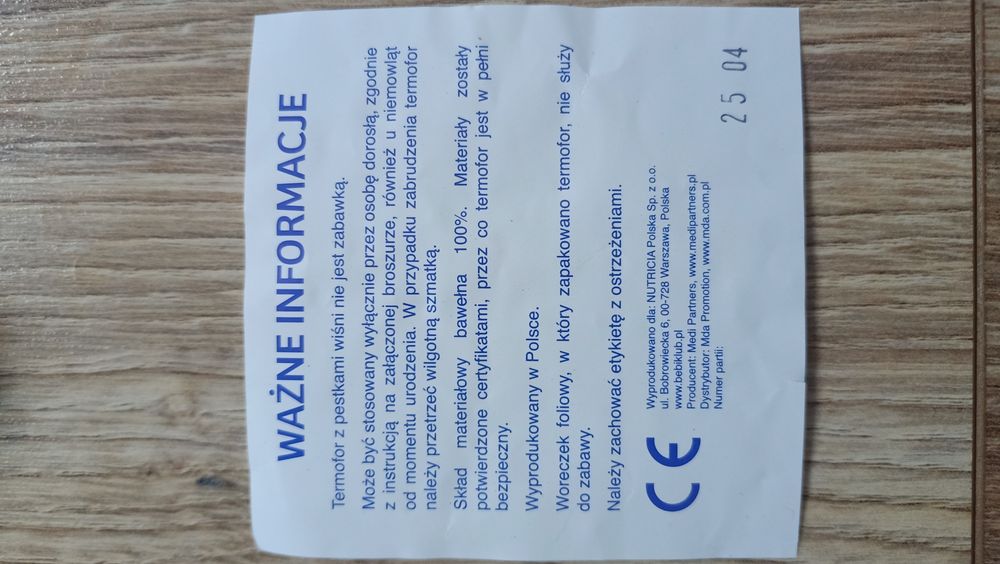 WAŻNE INFORMACJE
Termofor z pestkami wiśni nie jest zabawką.
Może być stosowany wyłącznie przez osobę dorosłą, zgodnie
z instrukcją na załączonej broszurze, również u niemowląt
od momentu urodzenia. W przypadku zabrudzenia termofor
należy przetrzeć wilgotną szmatką.
Skład materiałowy bawełna 100%. Materiały zostały
potwierdzone certyfikatami, przez co termofor jest w pełni
bezpieczny.
Wyprodukowany w Polsce.
Woreczek foliowy, w który zapakowano termofor, nie służy
do zabawy.
Należy zachować etykietę z ostrzeżeniami.
CE
Wyprodukowano dla: NUTRICIA Polska Sp. z o.o.
ul. Bobrowiecka 6, 00-728 Warszawa, Polska
www.bebiklub.pl
Producent: Medi Partners, www.medipartners.pl
Dystrybutor: Mda Promotion, www.mda.com.pl
Numer partii:
25 04